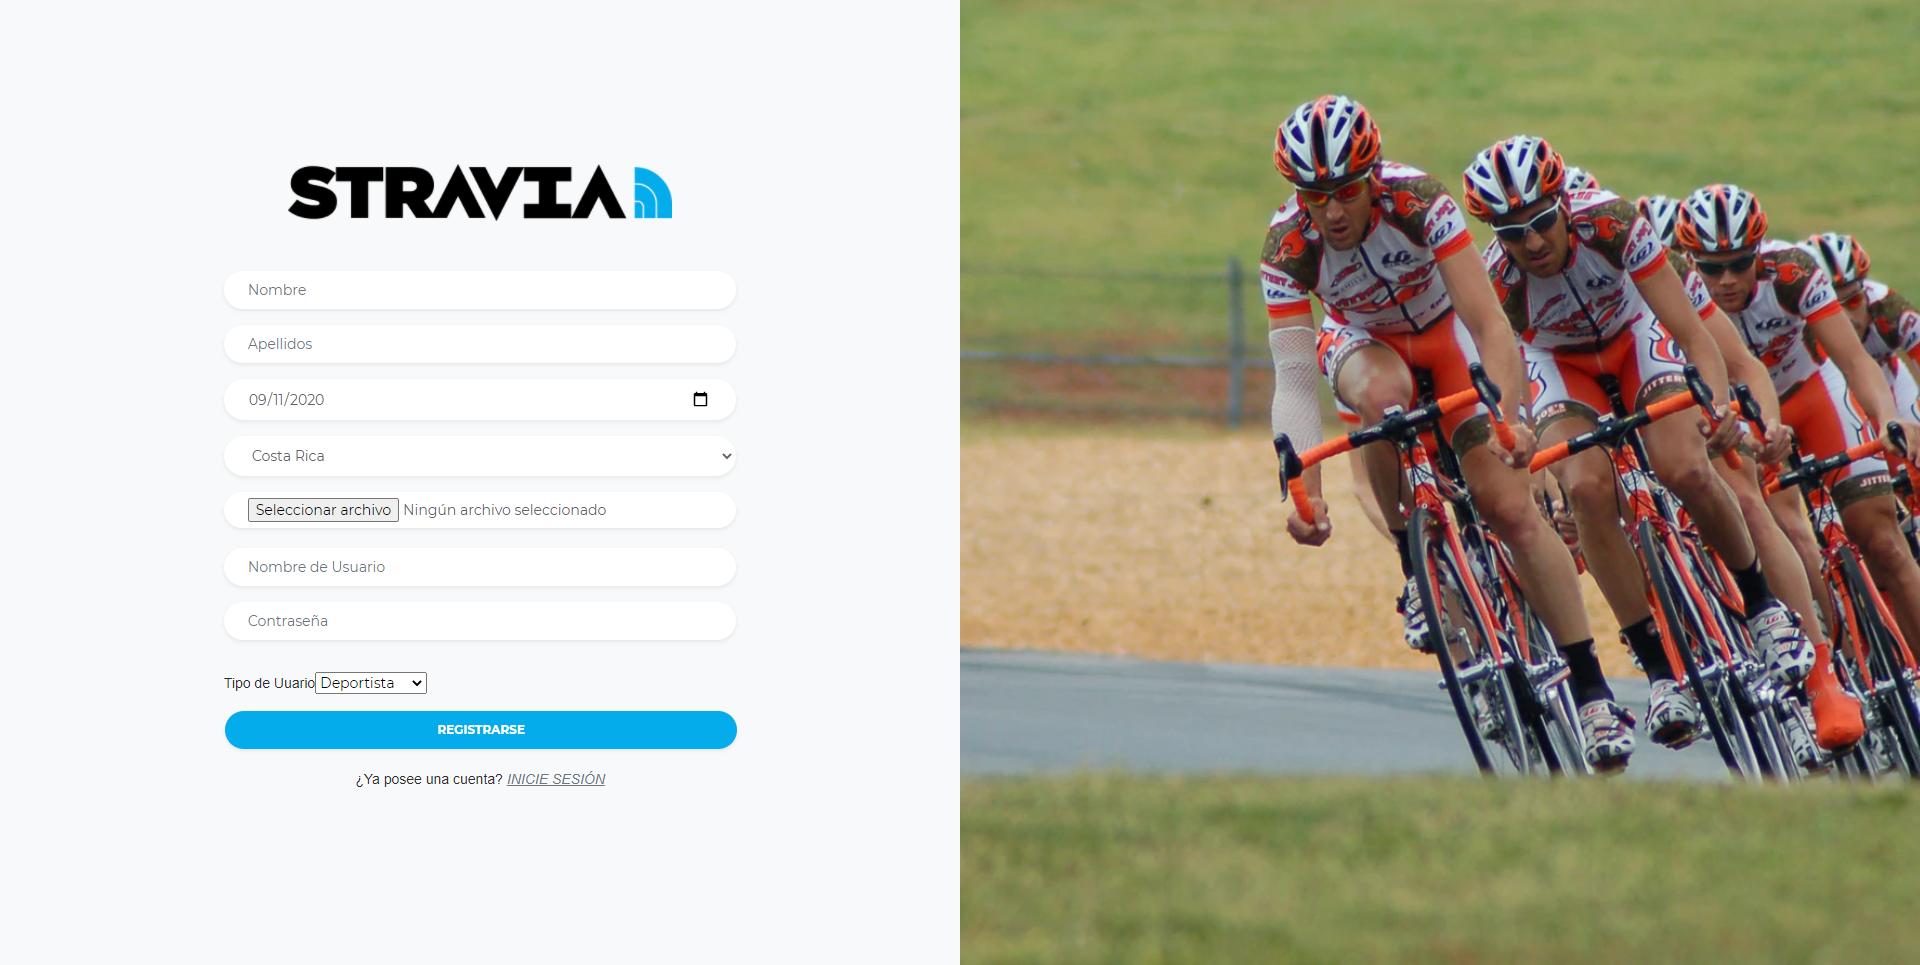 STRAVIA
Nombre
Apellidos
09/11/2020
Costa Rica
Seleccionar archivo Ningún archivo seleccionado
Nombre de Usuario
Contraseña
Tipo de Uuario Deportista
REGISTRARSE
¿Ya posee una cuenta? INICIE SESIÓN